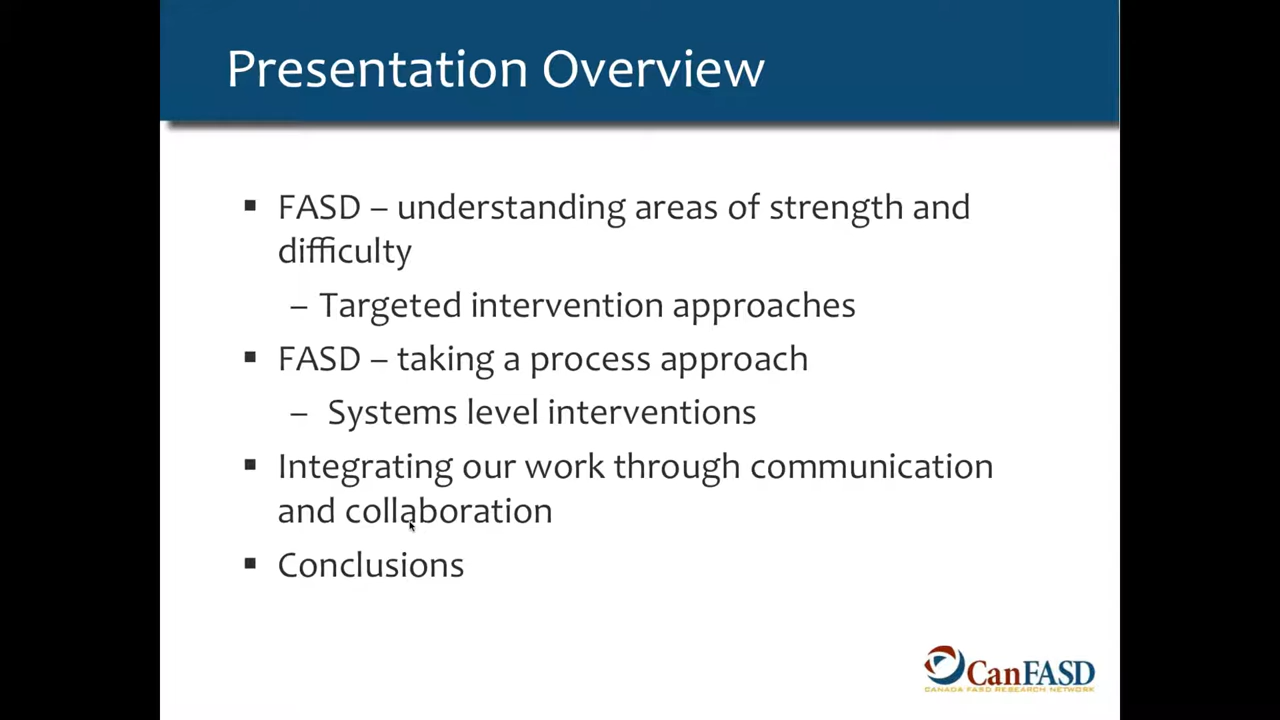 Presentation Overview
▪ FASD – understanding areas of strength and
difficulty
– Targeted intervention approaches
▪ FASD – taking a process approach
– Systems level interventions
▪ Integrating our work through communication
and collaboration
▪ Conclusions
CanFASD
CANADA FASD RESEARCH NETWORK